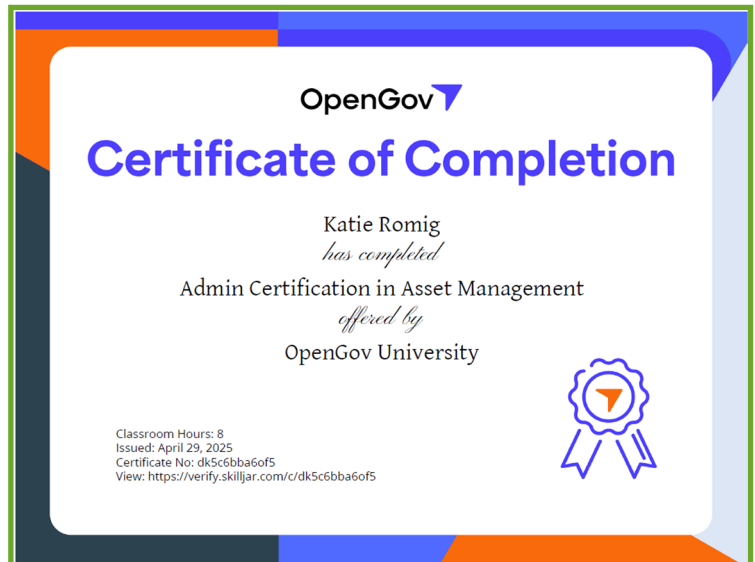 OpenGov
Certificate of Completion
Katie Romig
has completed
Admin Certification in Asset Management
offered by
OpenGov University
Classroom Hours: 8
Issued: April 29, 2025
Certificate No: dk5c6bba6of5
View: https://verify.skilljar.com/c/dk5c6bba6of5